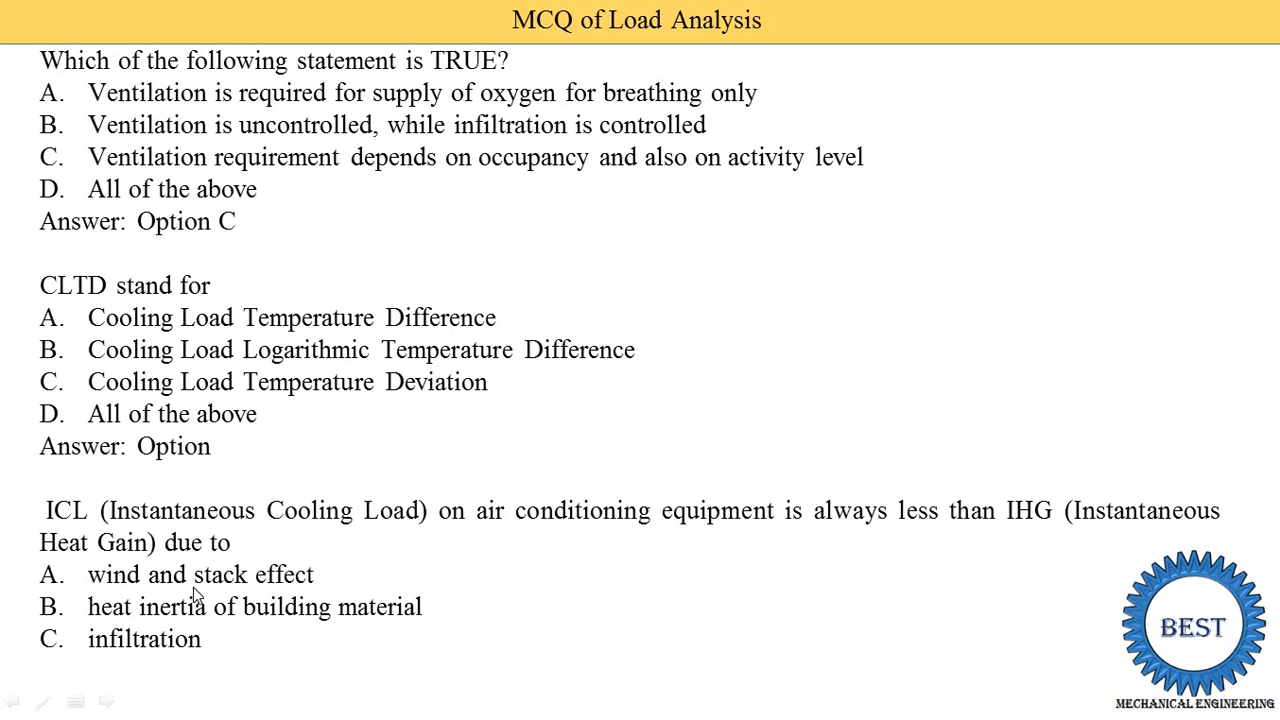 MCQ of Load Analysis
Which of the following statement is TRUE?
A. Ventilation is required for supply of oxygen for breathing only
B. Ventilation is uncontrolled, while infiltration is controlled
C. Ventilation requirement depends on occupancy and also on activity level
D. All of the above
Answer: Option C
CLTD stand for
A. Cooling Load Temperature Difference
B. Cooling Load Logarithmic Temperature Difference
C. Cooling Load Temperature Deviation
D. All of the above
Answer: Option
ICL (Instantaneous Cooling Load) on air conditioning equipment is always less than IHG (Instantaneous
Heat Gain) due to
A. wind and stack effect
B. heat inertia of building material
C. infiltration
BEST
MECHANICAL ENGINEERING